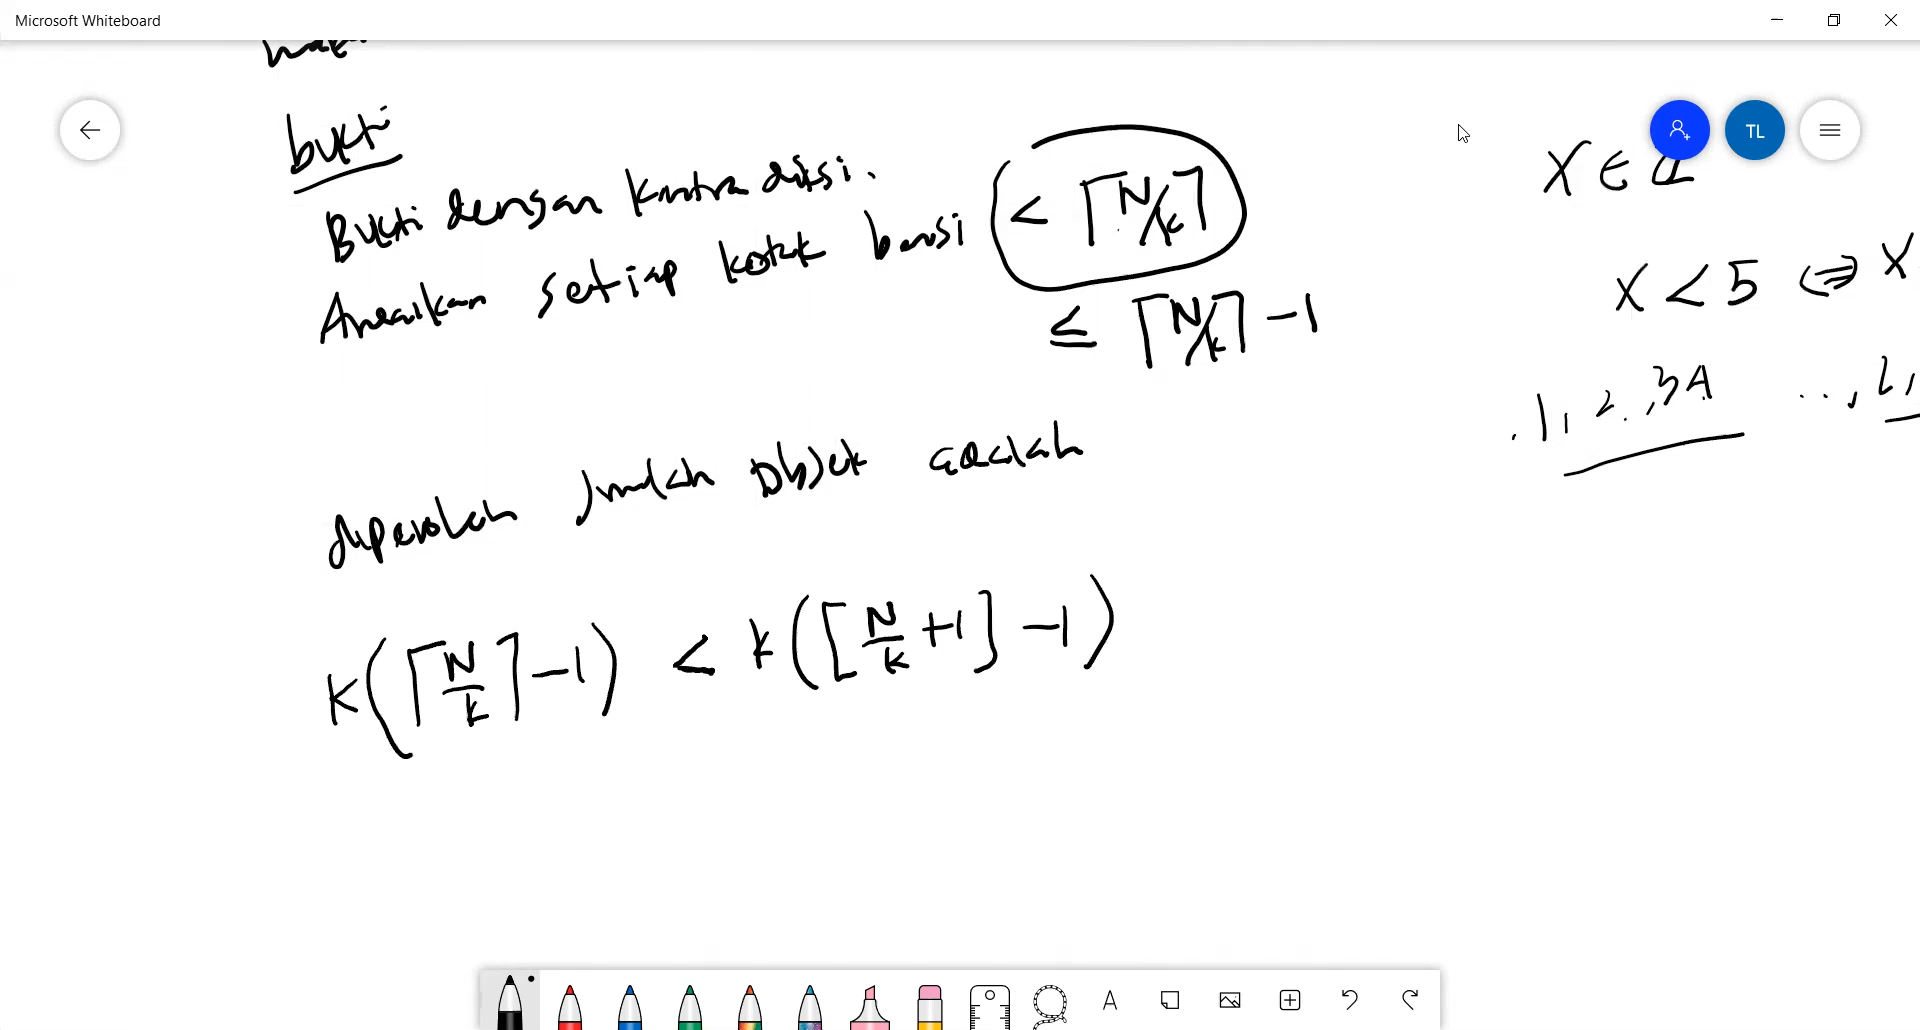 Microsoft Whiteboard
bukti
Bukti dengan kontradiksi.
Andaikan setiap kotak berisi < ⌈N/k⌉
≤ ⌈N/k⌉ - 1
diperoleh jumlah objek adalah
K(⌈N/k⌉ - 1) < k([N/k + 1] - 1)
TL
X ∈
X < 5 ⇔ X
1, 2, 3 4 ...,
A